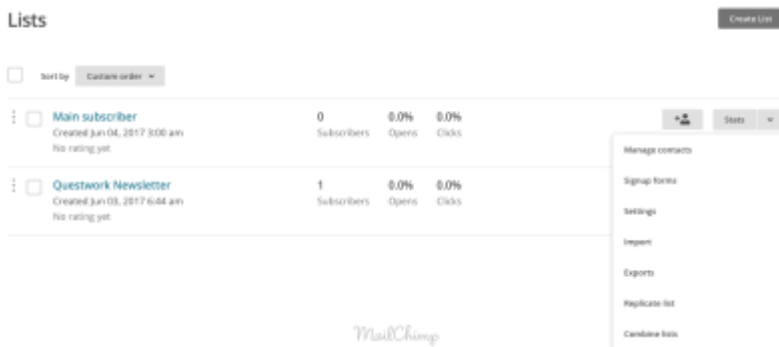 Lists
Create List
Sort by Custom order
Main subscriber 0 0.0% 0.0% Stats
Created Jun 04, 2017 3:00 am Subscribers Opens Clicks
No rating yet
Manage contacts
Signup forms
Questwork Newsletter 1 0.0% 0.0%
Created Jun 03, 2017 6:44 am Subscribers Opens Clicks
No rating yet
Settings
Import
Exports
Replicate list
Combine lists
MailChimp